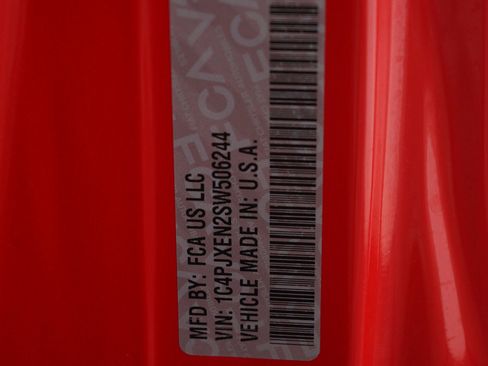 MFD BY: FCA US LLC
VIN: 1C4PJXEN2SW506244
VEHICLE MADE IN: U.S.A.